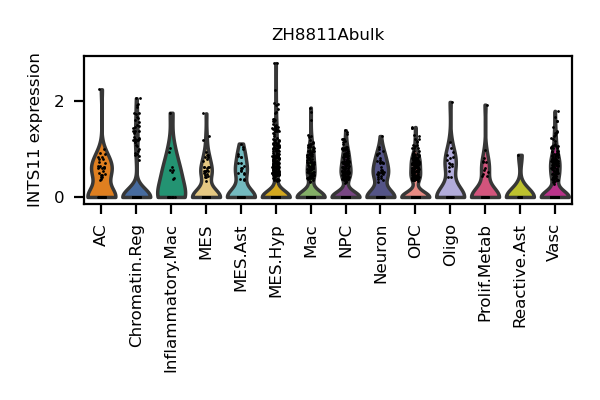 ZH8811Abulk
INTS11 expression
2
0
AC
Chromatin.Reg
Inflammatory.Mac
MES
MES.Ast
MES.Hyp
Mac
NPC
Neuron
OPC
Oligo
Prolif.Metab
Reactive.Ast
Vasc